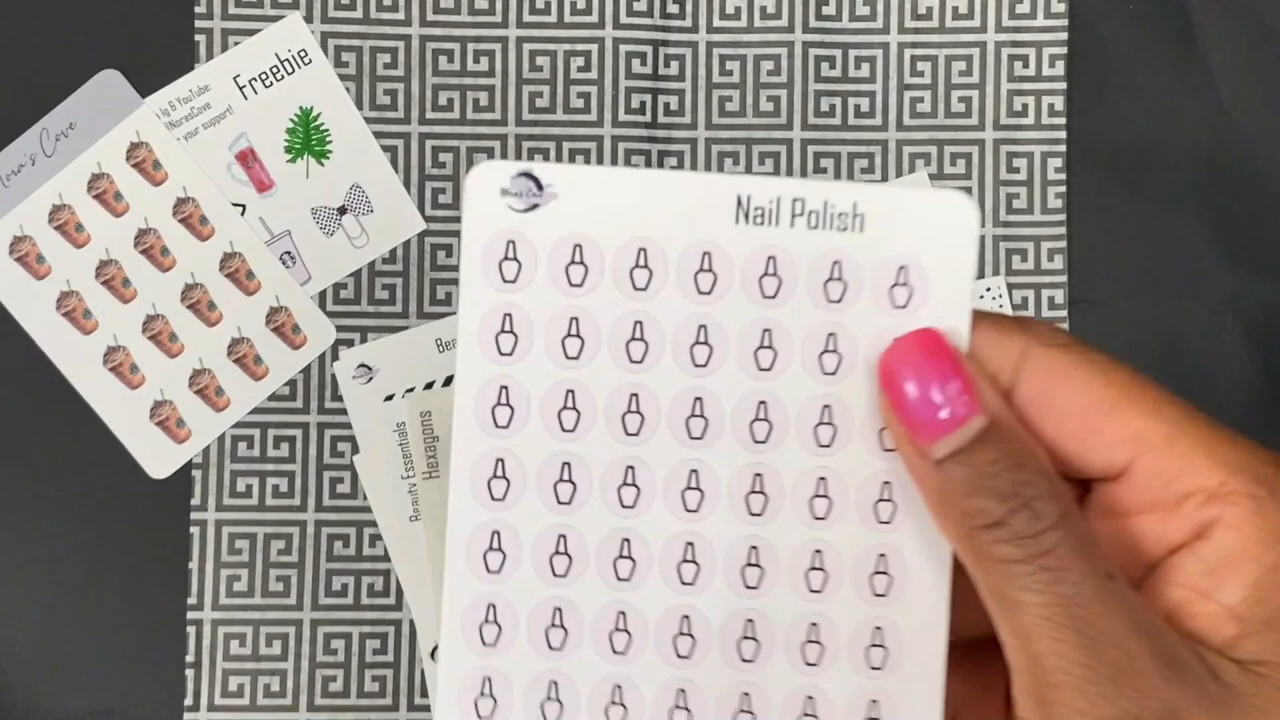 Nora's Cove
Freebie
Ig & YouTube:
@NorasCove
your support!
Nail Polish
Beauty Essentials
Hexagons